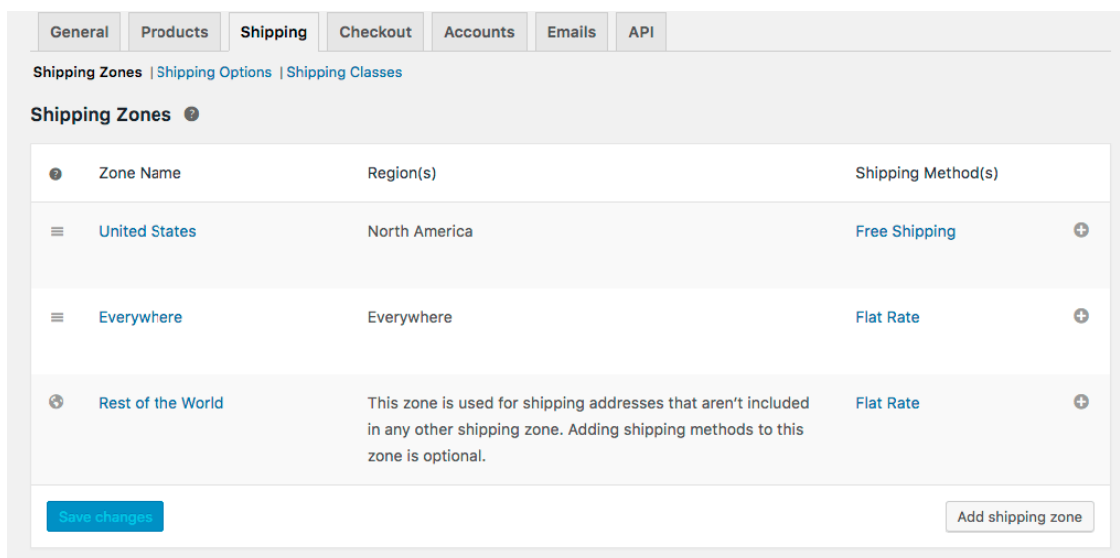 General Products Shipping Checkout Accounts Emails API
Shipping Zones | Shipping Options | Shipping Classes
Shipping Zones ?
? Zone Name Region(s) Shipping Method(s)
United States North America Free Shipping
Everywhere Everywhere Flat Rate
Rest of the World This zone is used for shipping addresses that aren't included Flat Rate
in any other shipping zone. Adding shipping methods to this
zone is optional.
Save changes Add shipping zone